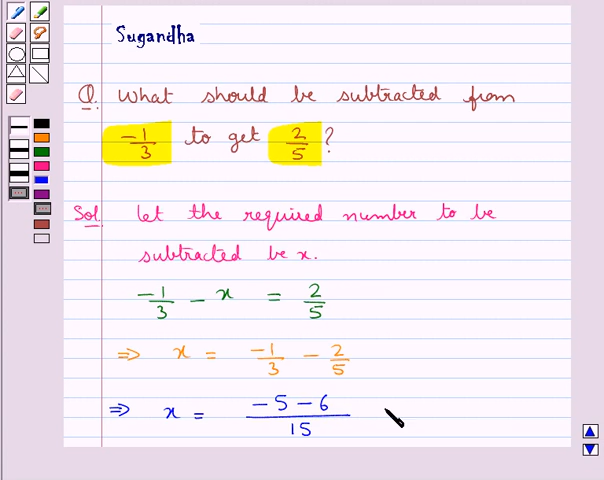 Sugandha
Q. What should be subtracted from
-1/3 to get 2/5?
Sol. Let the required number to be
subtracted be x.
-1/3 - x = 2/5
⇒ x = -1/3 - 2/5
⇒ x = -5-6/15